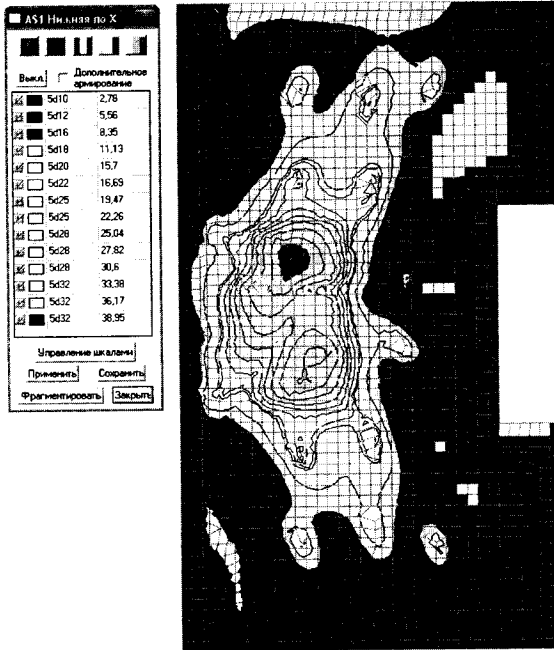 AS1 Нижняя по X
Выкл.
Дополнительное
армирование
5d10 2,78
5d12 5,56
5d16 8,35
5d18 11,13
5d20 15,7
5d22 16,69
5d25 19,47
5d25 22,26
5d28 25,04
5d28 27,82
5d28 30,6
5d32 33,38
5d32 36,17
5d32 38,95
Управление шкалами
Применить Сохранить
Фрагментировать Закрыть